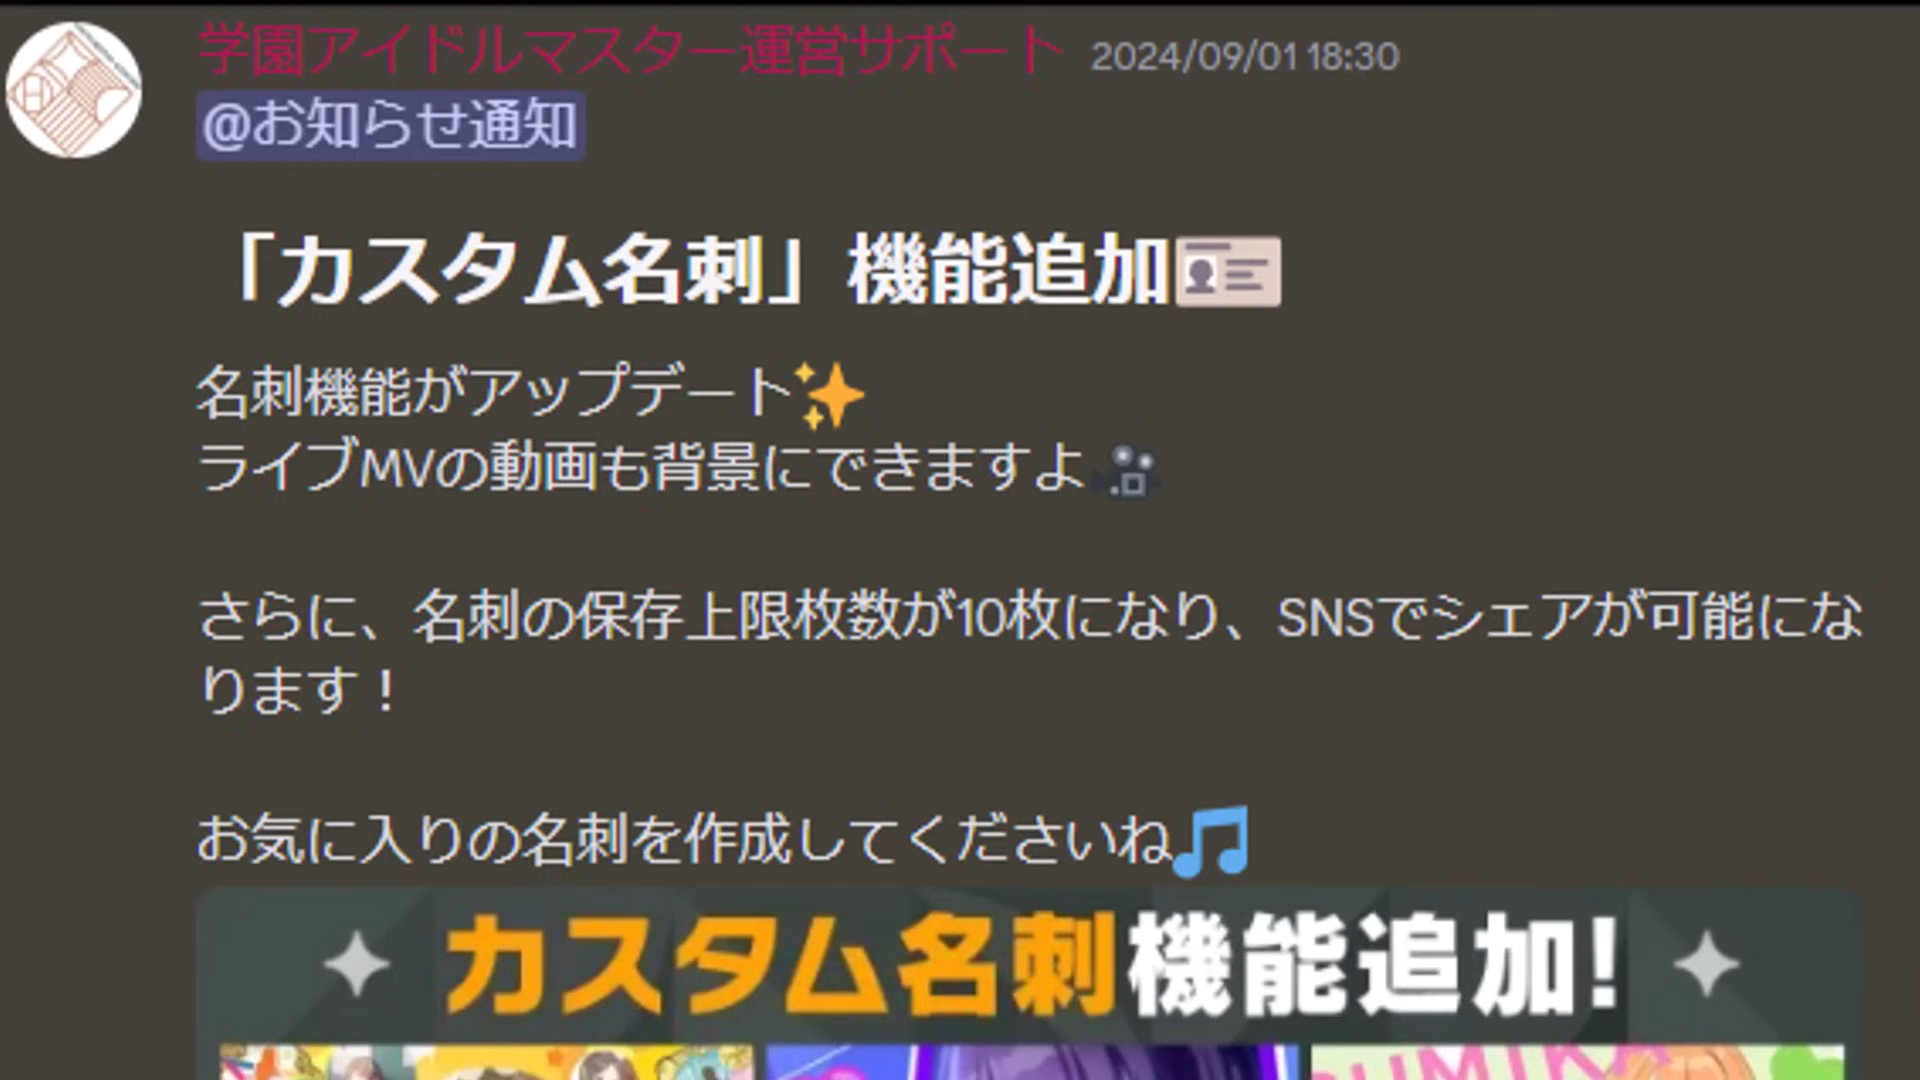 学園アイドルマスター運営サポート 2024/09/01 18:30
@お知らせ通知
「カスタム名刺」機能追加
名刺機能がアップデート
ライブMVの動画も背景にできますよ
さらに、名刺の保存上限枚数が10枚になり、SNSでシェアが可能にな
ります！
お気に入りの名刺を作成してくださいね
カスタム名刺機能追加!